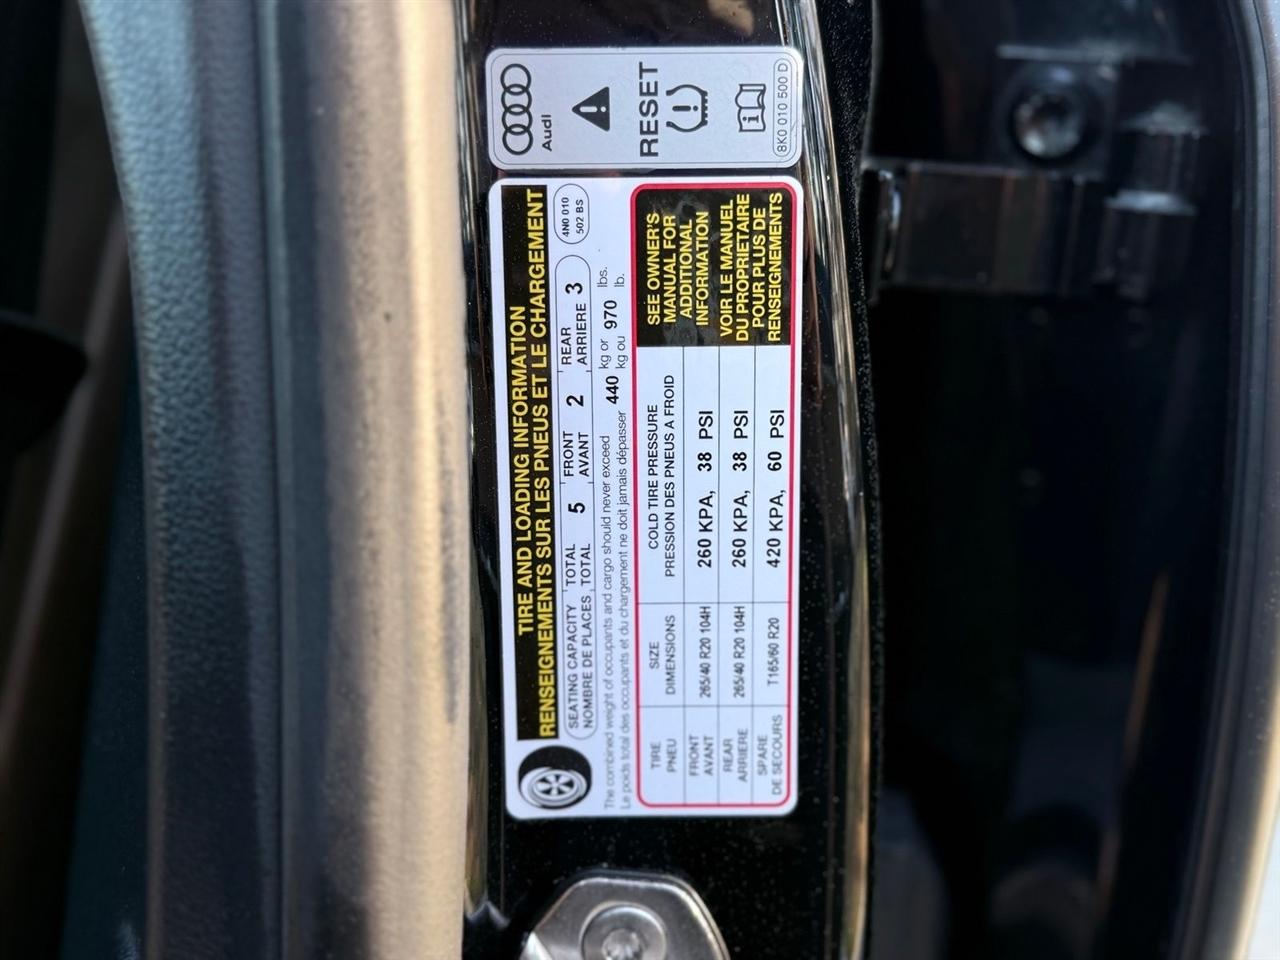 Audi
RESET
8K0 010 500 D
TIRE AND LOADING INFORMATION
RENSEIGNEMENTS SUR LES PNEUS ET LE CHARGEMENT
4N0 010
502 BS
SEATING CAPACITY TOTAL 5 FRONT 2 REAR 3
NOMBRE DE PLACES TOTAL AVANT ARRIERE
The combined weight of occupants and cargo should never exceed 440 kg or 970 lbs.
Le poids total des occupants et du chargement ne doit jamais dépasser kg ou lb.
TIRE SIZE COLD TIRE PRESSURE
PNEU DIMENSIONS PRESSION DES PNEUS A FROID
FRONT
AVANT 265/40 R20 104H 260 KPA, 38 PSI
REAR
ARRIERE 265/40 R20 104H 260 KPA, 38 PSI
SPARE
DE SECOURS T165/60 R20 420 KPA, 60 PSI
SEE OWNER'S
MANUAL FOR
ADDITIONAL
INFORMATION
VOIR LE MANUEL
DU PROPRIETAIRE
POUR PLUS DE
RENSEIGNEMENTS